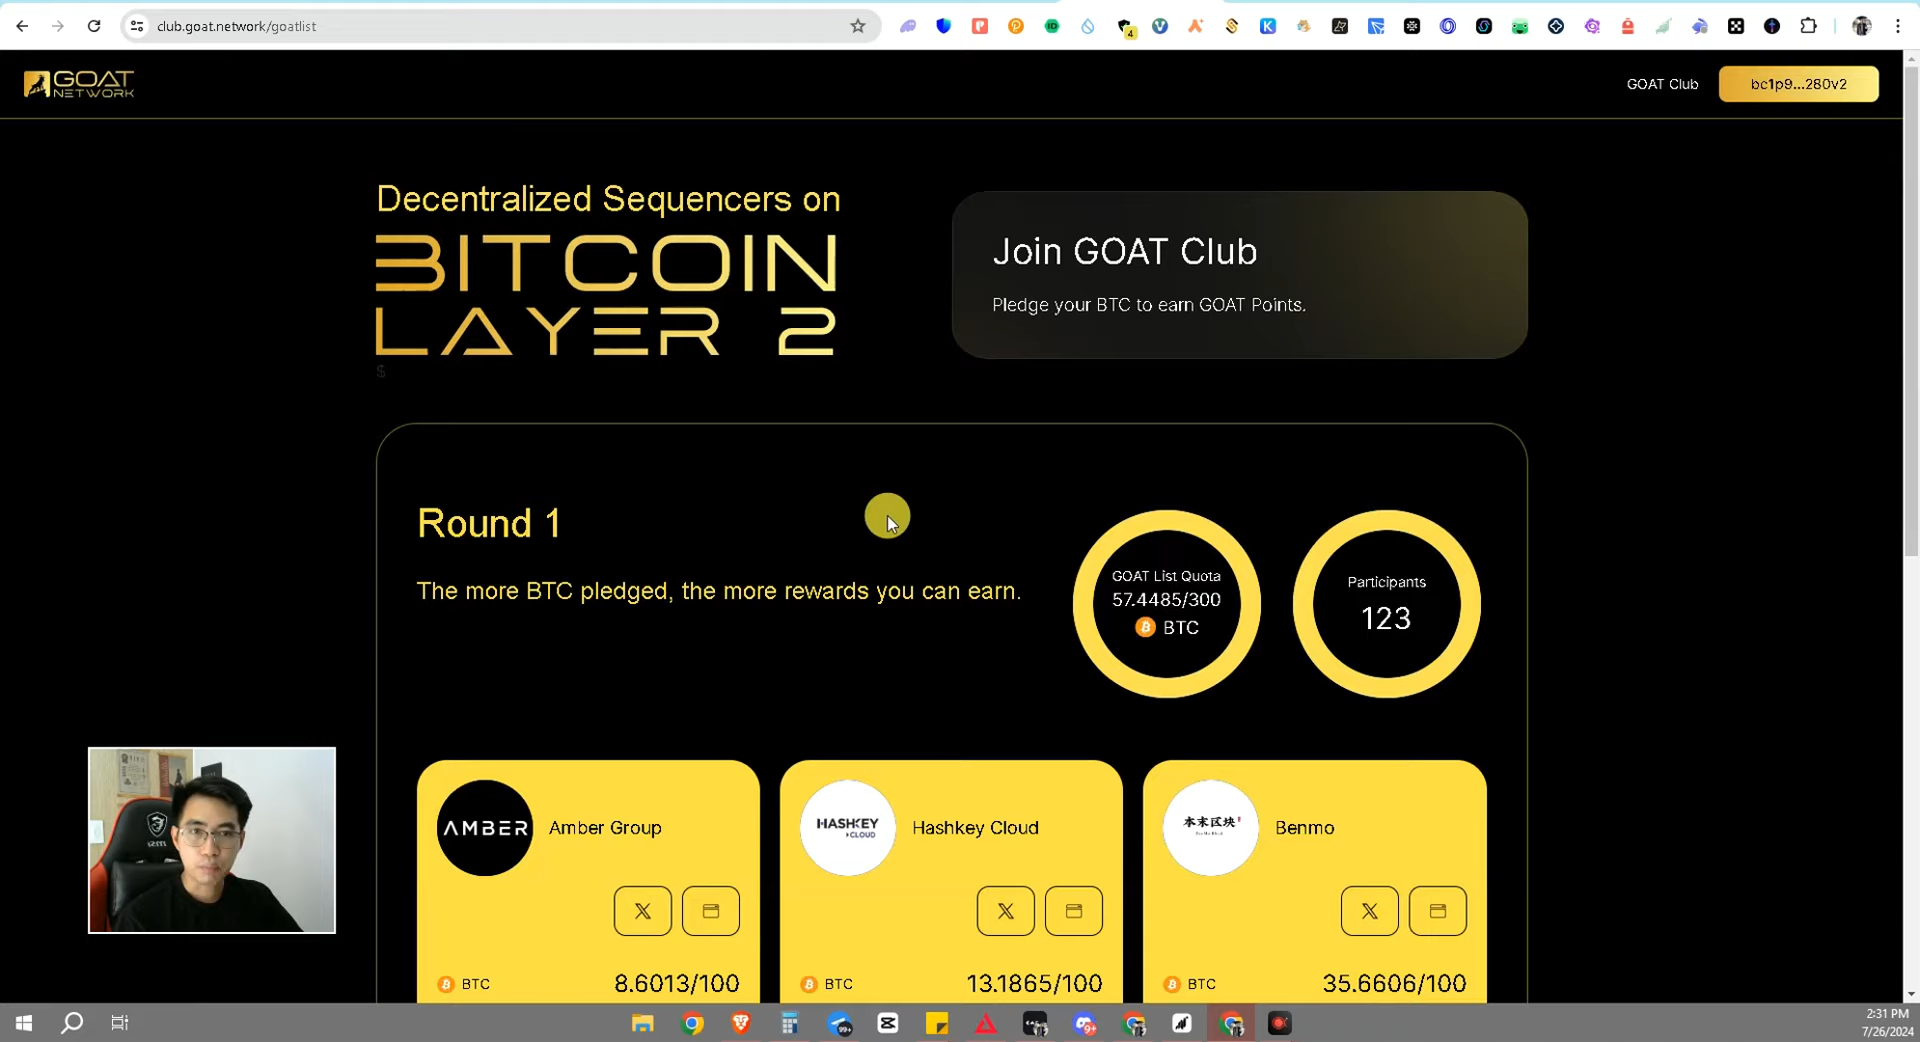 club.goat.network/goatlist
4
GOAT
NETWORK
GOAT Club
bc1p9...280v2
Decentralized Sequencers on
BITCOIN
LAYER 2
$
Join GOAT Club
Pledge your BTC to earn GOAT Points.
Round 1
The more BTC pledged, the more rewards you can earn.
GOAT List Quota
57.4485/300
BTC
Participants
123
AMBER
Amber Group
HASHKEY
CLOUD
Hashkey Cloud
本末区块
Benmo
BTC
8.6013/100
BTC
13.1865/100
BTC
35.6606/100
99+
9+
2:31 PM
7/26/2024